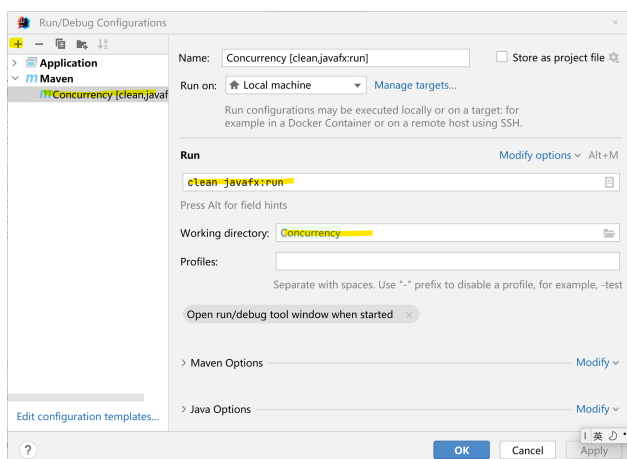 Run/Debug Configurations
Application
Maven
Concurrency [clean,javaf
Edit configuration templates...
Name: Concurrency [clean,javafx:run]
Store as project file
Run on: Local machine
Manage targets...
Run configurations may be executed locally or on a target: for
example in a Docker Container or on a remote host using SSH.
Run
Modify options Alt+M
clean javafx:run
Press Alt for field hints
Working directory: Concurrency
Profiles:
Separate with spaces. Use "-" prefix to disable a profile, for example, -test
Open run/debug tool window when started
Maven Options
Modify
Java Options
Modify
英
?
OK
Cancel
Apply